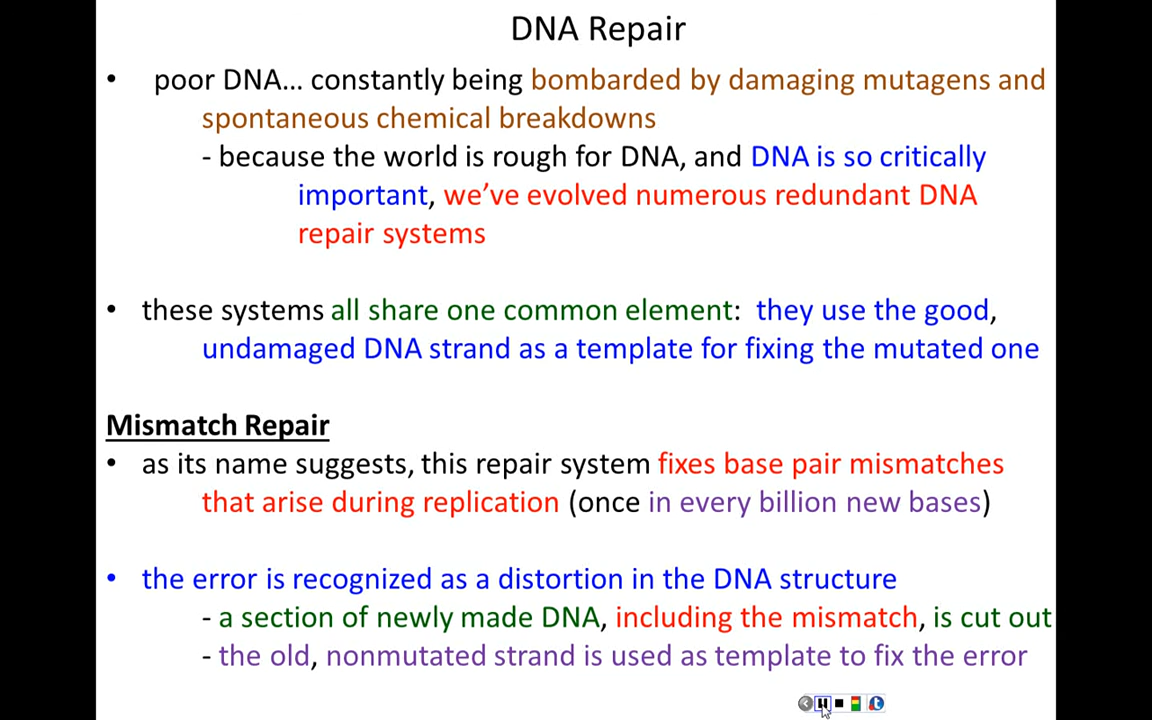 DNA Repair
• poor DNA... constantly being bombarded by damaging mutagens and
spontaneous chemical breakdowns
- because the world is rough for DNA, and DNA is so critically
important, we've evolved numerous redundant DNA
repair systems
• these systems all share one common element: they use the good,
undamaged DNA strand as a template for fixing the mutated one
Mismatch Repair
• as its name suggests, this repair system fixes base pair mismatches
that arise during replication (once in every billion new bases)
• the error is recognized as a distortion in the DNA structure
- a section of newly made DNA, including the mismatch, is cut out
- the old, nonmutated strand is used as template to fix the error